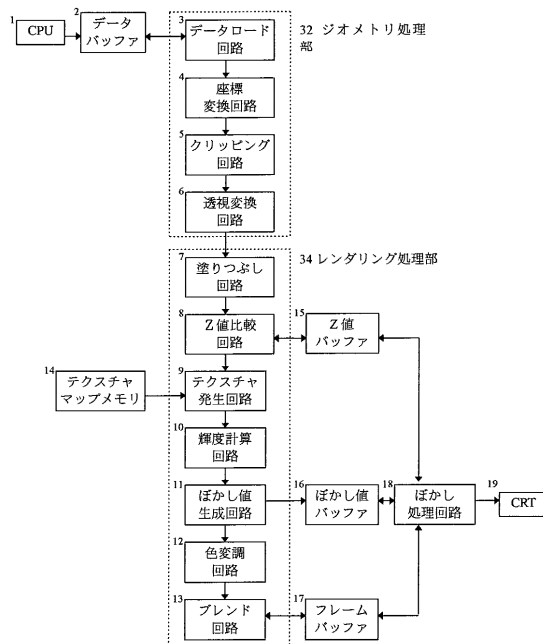 1
CPU
2
データ
バッファ
3
データロード
回路
32 ジオメトリ処理
部
4
座標
変換回路
5
クリッピング
回路
6
透視変換
回路
7
塗りつぶし
回路
34 レンダリング処理部
8
Z値比較
回路
15
Z値
バッファ
14
テクスチャ
マップメモリ
9
テクスチャ
発生回路
10
輝度計算
回路
11
ぼかし値
生成回路
16
ぼかし値
バッファ
18
ぼかし
処理回路
19
CRT
12
色変調
回路
13
ブレンド
回路
17
フレーム
バッファ